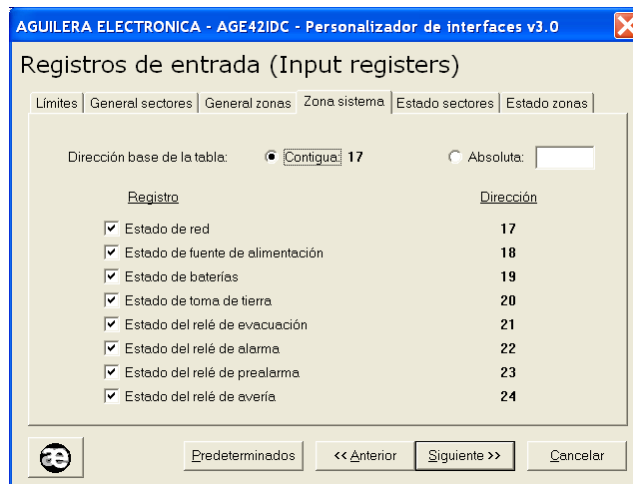 AGUILERA ELECTRONICA - AGE42IDC - Personalizador de interfaces v3.0
Registros de entrada (Input registers)
Límites General sectores General zonas Zona sistema Estado sectores Estado zonas
Dirección base de la tabla: Contigua: 17 Absoluta:
Registro Dirección
Estado de red 17
Estado de fuente de alimentación 18
Estado de baterías 19
Estado de toma de tierra 20
Estado del relé de evacuación 21
Estado del relé de alarma 22
Estado del relé de prealarma 23
Estado del relé de avería 24
æ Predeterminados << Anterior Siguiente >> Cancelar